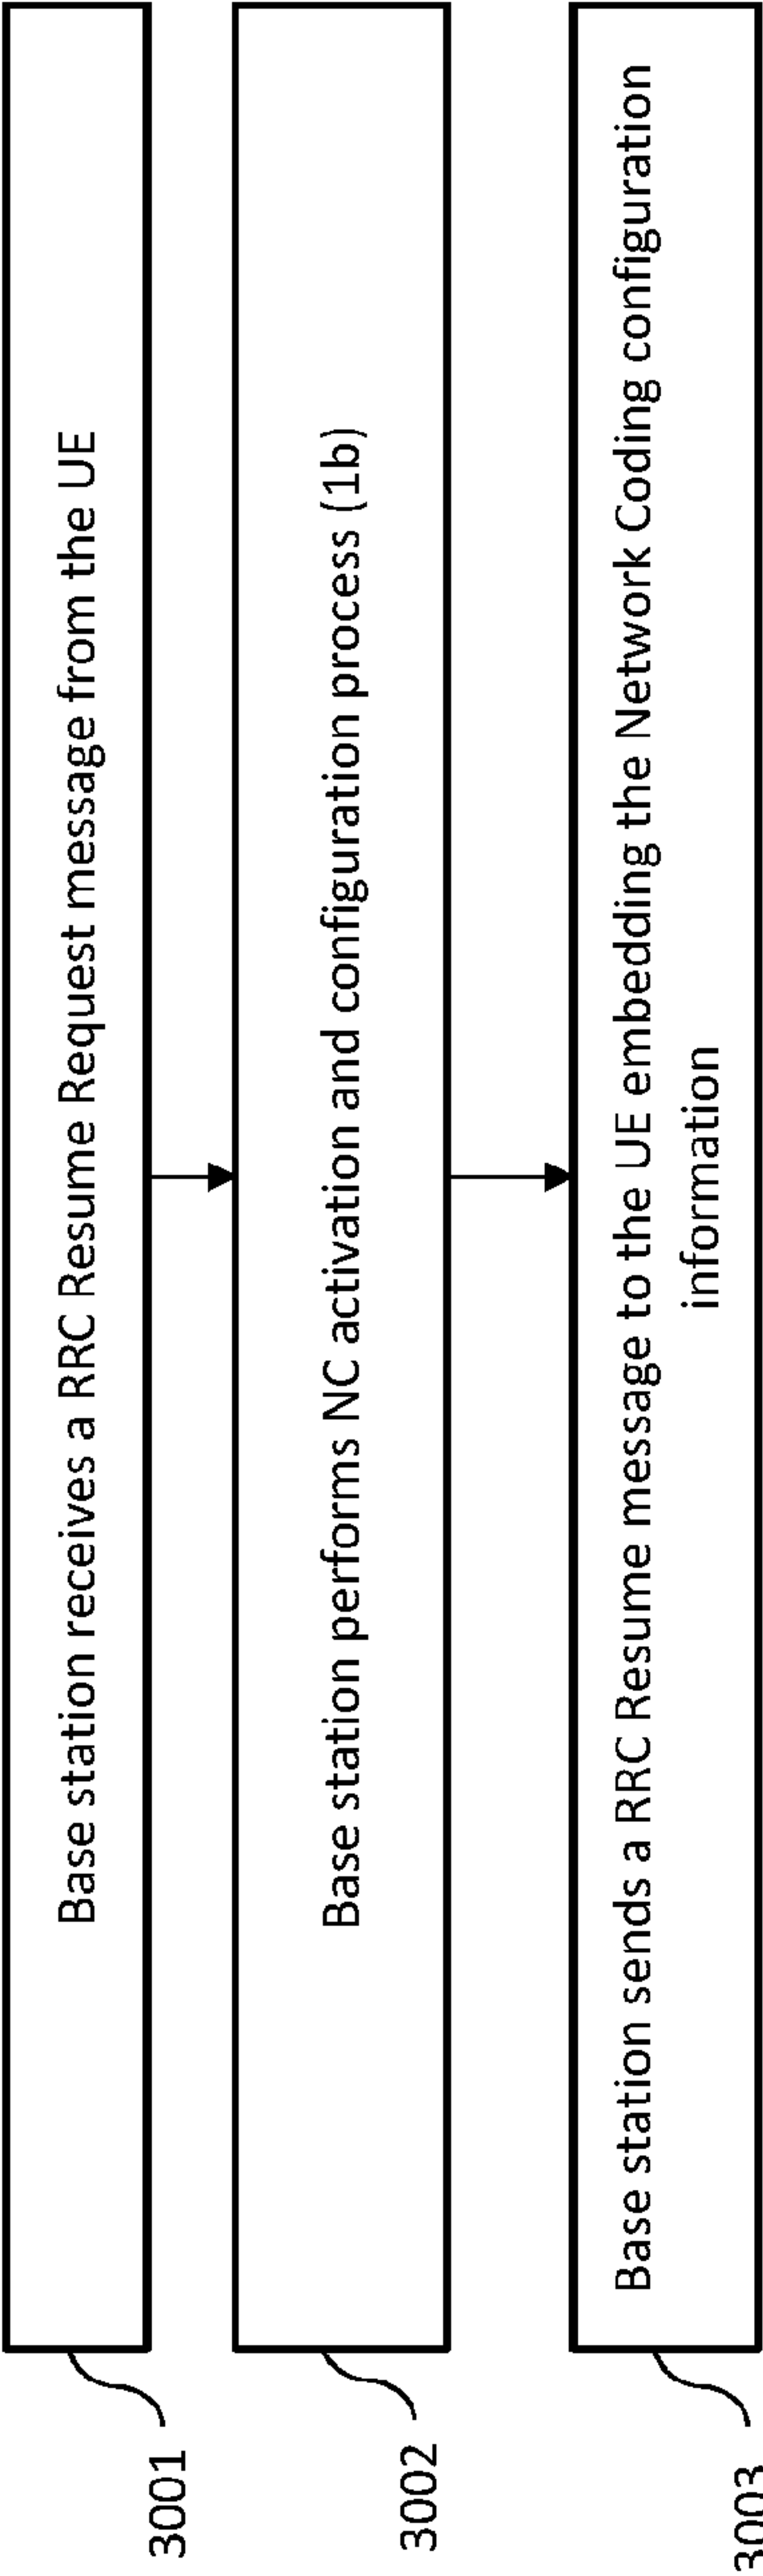 Base station receives a RRC Resume Request message from the UE
3001
Base station performs NC activation and configuration process (1b)
3002
Base station sends a RRC Resume message to the UE embedding the Network Coding configuration
information
3003